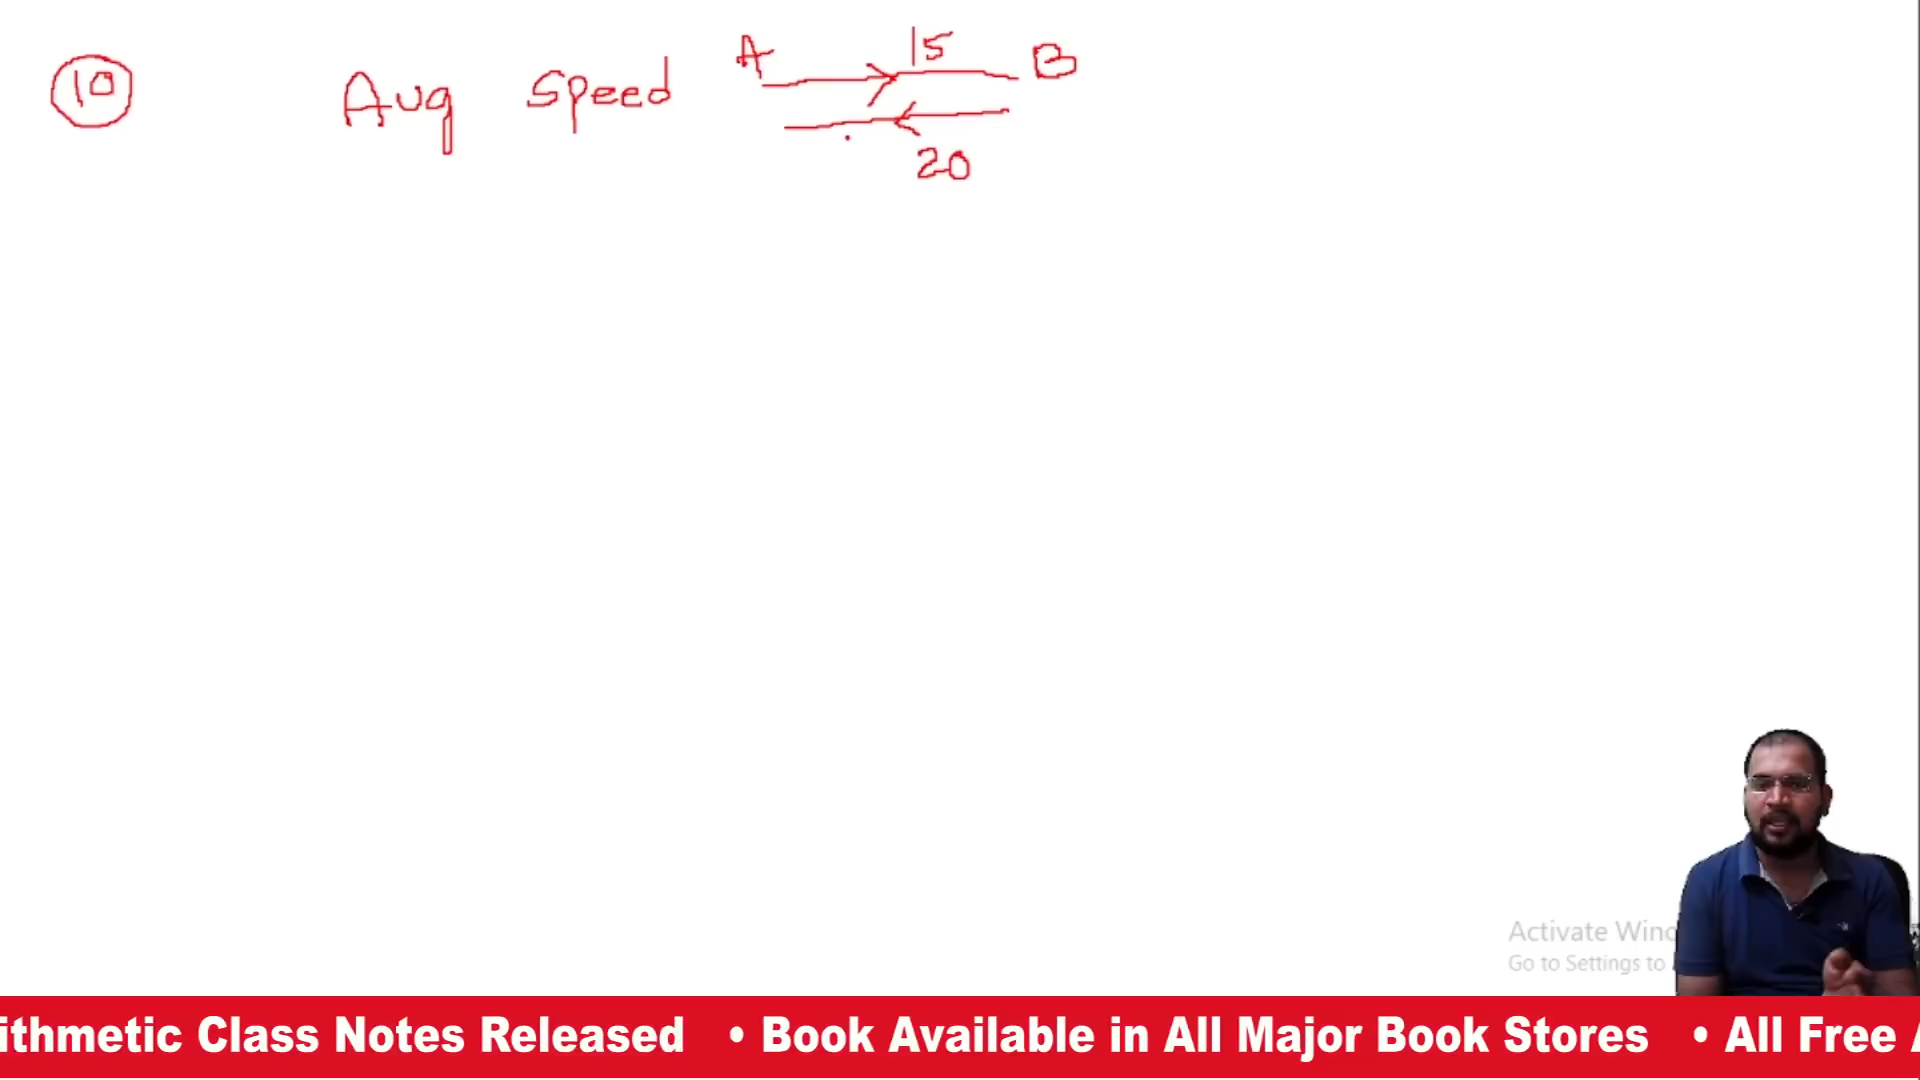 10 Avg Speed A 15 B
20
Activate Wind
Go to Settings to
ithmetic Class Notes Released • Book Available in All Major Book Stores • All Free